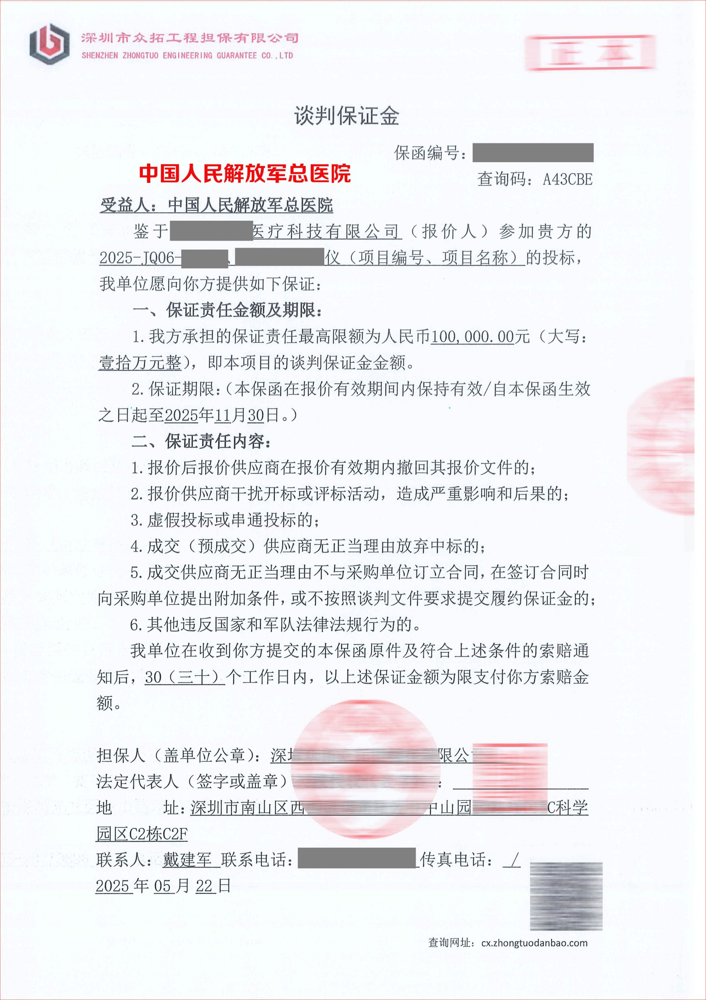 深圳市众拓工程担保有限公司
SHENZHEN ZHONGTUO ENGINEERING GUARANTEE CO.,LTD
正本
谈判保证金
保函编号:
中国人民解放军总医院
查询码: A43CBE
受益人: 中国人民解放军总医院
鉴于医疗科技有限公司（报价人）参加贵方的
2025-JQ06-、仪（项目编号、项目名称）的投标，
我单位愿向你方提供如下保证：
一、保证责任金额及期限：
1.我方承担的保证责任最高限额为人民币100,000.00元（大写：
壹拾万元整），即本项目的谈判保证金金额。
2.保证期限：（本保函在报价有效期间内保持有效/自本保函生效
之日起至2025年11月30日。）
二、保证责任内容：
1.报价后报价供应商在报价有效期内撤回其报价文件的；
2.报价供应商干扰开标或评标活动，造成严重影响和后果的；
3.虚假投标或串通投标的；
4.成交（预成交）供应商无正当理由放弃中标的；
5.成交供应商无正当理由不与采购单位订立合同，在签订合同时
向采购单位提出附加条件，或不按照谈判文件要求提交履约保证金的；
6.其他违反国家和军队法律法规行为的。
我单位在收到你方提交的本保函原件及符合上述条件的索赔通
知后，30（三十）个工作日内，以上述保证金额为限支付你方索赔金
额。
担保人（盖单位公章）：深 限公
法定代表人（签字或盖章） ：
地 址：深圳市南山区西 中山园 C科学
园区C2栋C2F
联系人：戴建军 联系电话： 传真电话： /
2025年05月22日
查询网址：cx.zhongtuodanbao.com